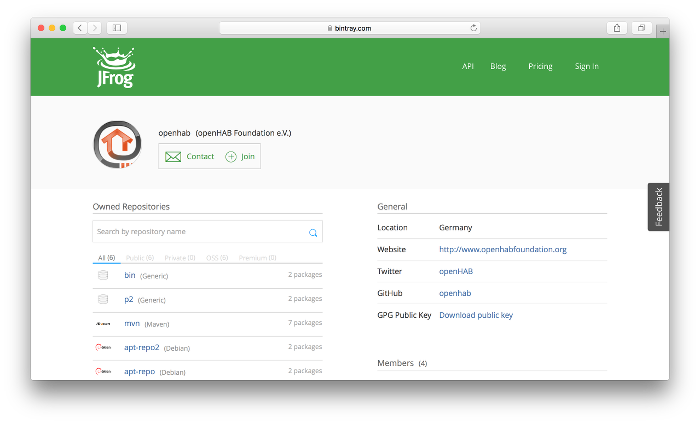 bintray.com
JFrog
API Blog Pricing Sign In
openhab (openHAB Foundation e.V.)
Contact Join
Feedback
Owned Repositories
Search by repository name
All (6) Public (6) Private (0) OSS (6) Premium (0)
bin (Generic) 2 packages
p2 (Generic) 2 packages
mvn (Maven) 7 packages
apt-repo2 (Debian) 2 packages
apt-repo (Debian) 2 packages
General
Location Germany
Website http://www.openhabfoundation.org
Twitter openHAB
GitHub openhab
GPG Public Key Download public key
Members (4)